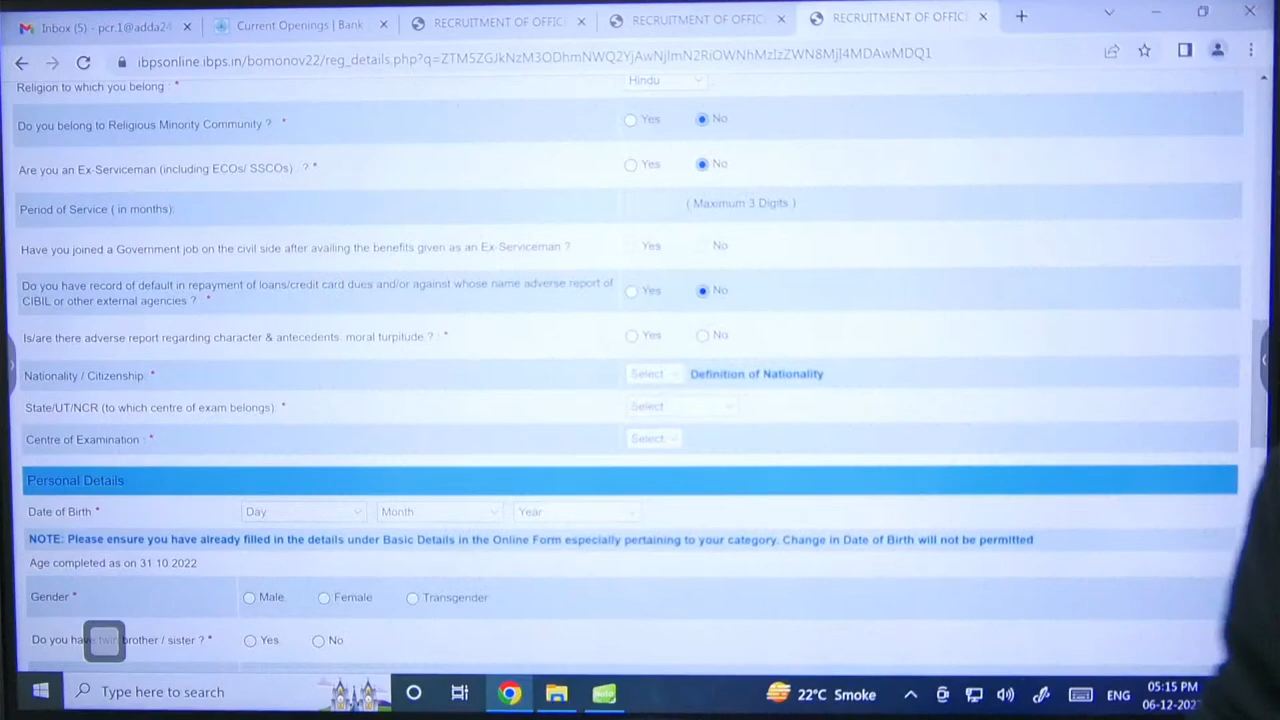 Inbox (5) - pcr.1@adda24
Current Openings | Bank
RECRUITMENT OF OFFIC
RECRUITMENT OF OFFIC
RECRUITMENT OF OFFIC
Religion to which you belong : *
Hindu
Do you belong to Religious Minority Community ? *
Yes No
Are you an Ex-Serviceman (including ECOs/ SSCOs) : ? *
Yes No
Period of Service ( in months):
( Maximum 3 Digits )
Have you joined a Government job on the civil side after availing the benefits given as an Ex-Serviceman ?
Yes No
Do you have record of default in repayment of loans/credit card dues and/or against whose name adverse report of
CIBIL or other external agencies ? *
Yes No
Is/are there adverse report regarding character & antecedents, moral turpitude ? : *
Yes No
Nationality / Citizenship: *
Select Definition of Nationality
State/UT/NCR (to which centre of exam belongs): *
Select
Centre of Examination : *
Select
Personal Details
Date of Birth *
Day Month Year
NOTE: Please ensure you have already filled in the details under Basic Details in the Online Form especially pertaining to your category. Change in Date of Birth will not be permitted
Age completed as on 31.10.2022
Gender *
Male Female Transgender
Do you have twin brother / sister ? *
Yes No
Type here to search
22°C Smoke
ENG
05:15 PM
06-12-202